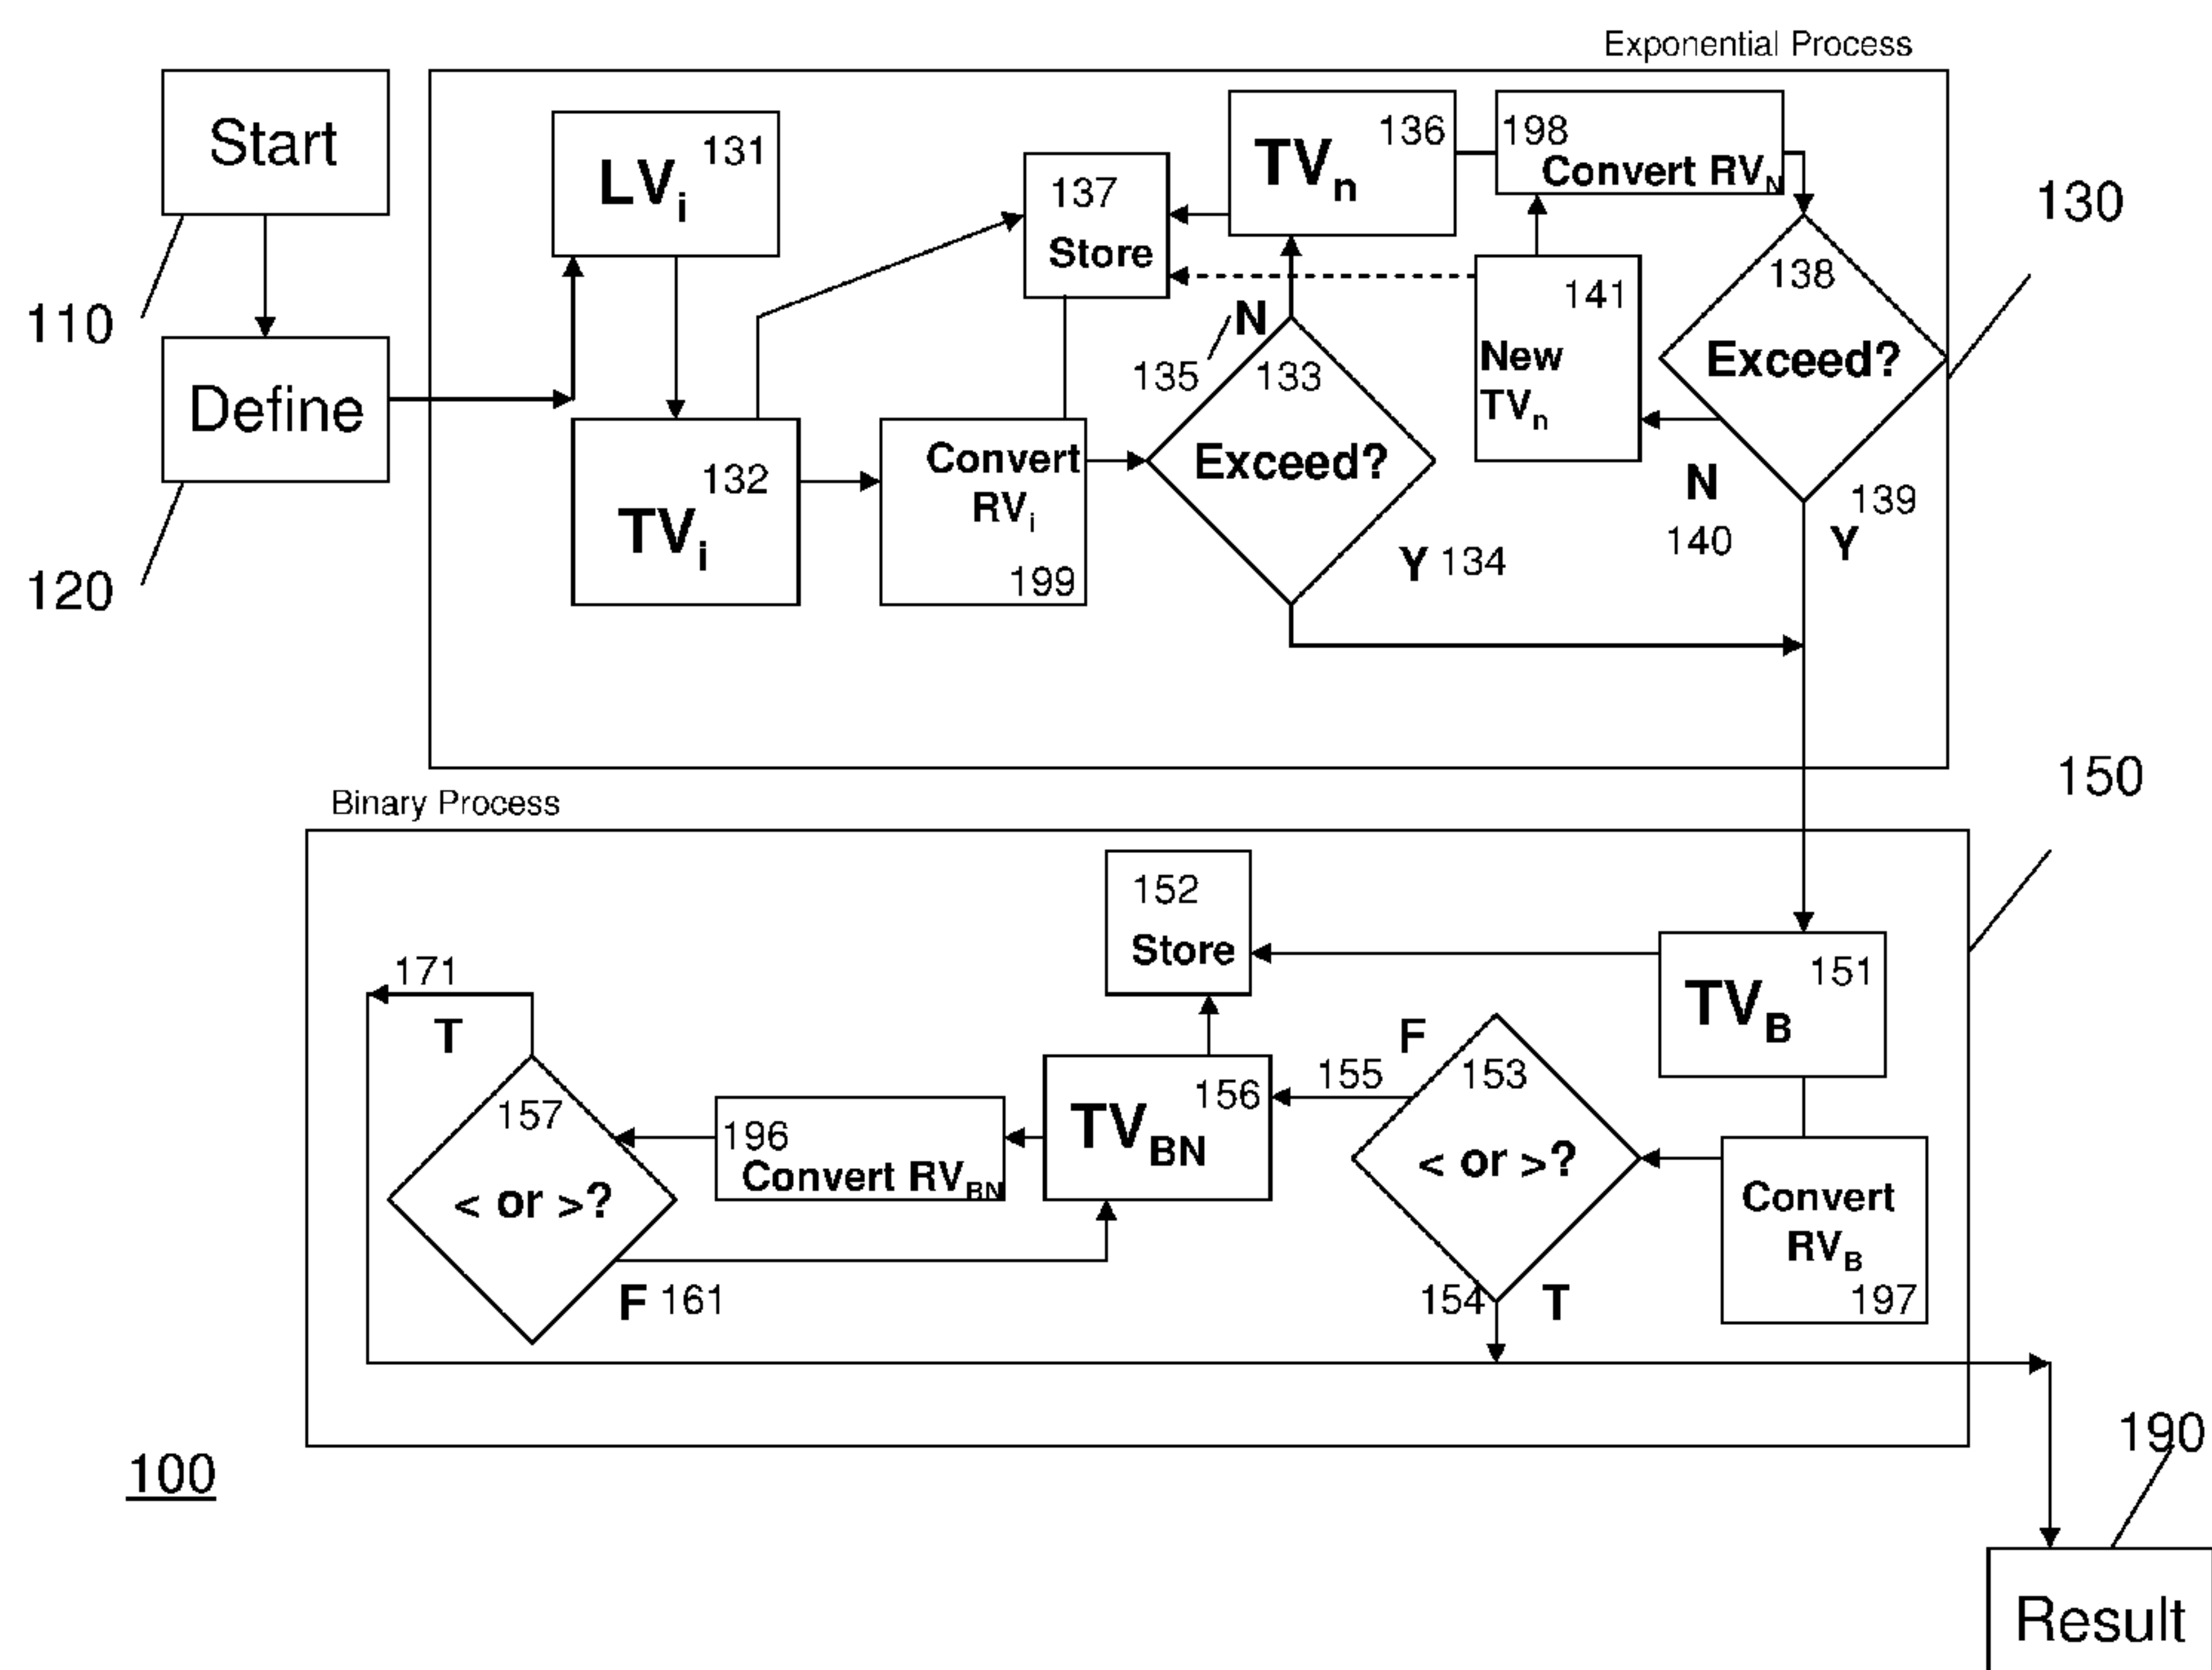 Exponential Process
Start
110
Define
120
LVi
131
TVi
132
137
Store
Convert
RVi
199
TVn
136
198
Convert RVN
N
135
133
Exceed?
Y 134
141
New
TVn
138
Exceed?
130
N
140
139
Y
Binary Process
150
152
Store
TVB
151
171
T
157
< or >?
F 161
196
Convert RVBN
TVBN
156
155
F
153
< or >?
154
T
Convert
RVB
197
100
190
Result